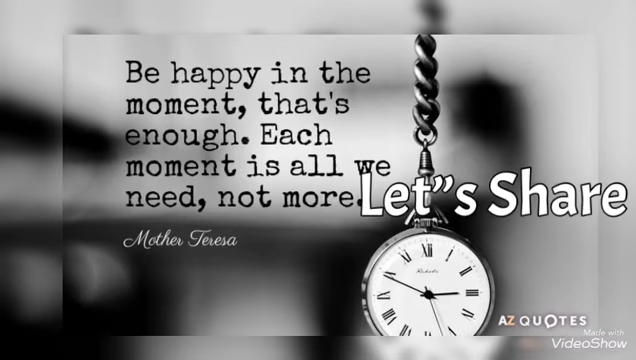 Be happy in the
moment, that's
enough. Each
moment is all we
need, not more.
Let”s Share
Mother Teresa
XII
AZ QUOTES
Made with
VideoShow